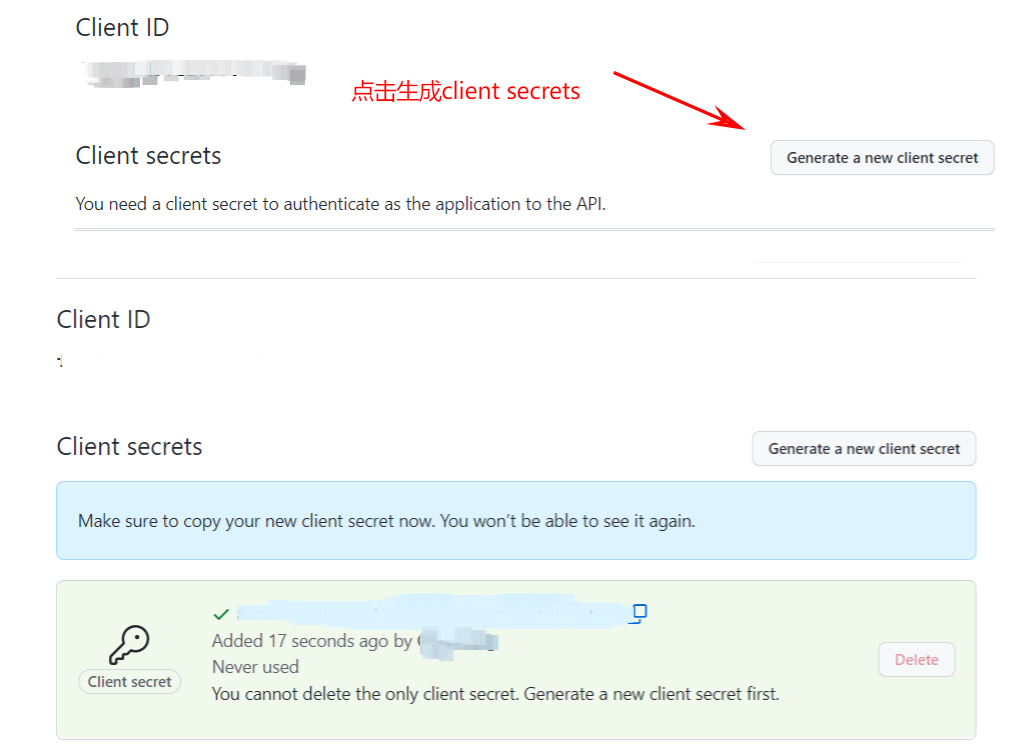 Client ID
点击生成client secrets
Client secrets
Generate a new client secret
You need a client secret to authenticate as the application to the API.
Client ID
Client secrets
Generate a new client secret
Make sure to copy your new client secret now. You won't be able to see it again.
Added 17 seconds ago by
Never used
Client secret
You cannot delete the only client secret. Generate a new client secret first.
Delete